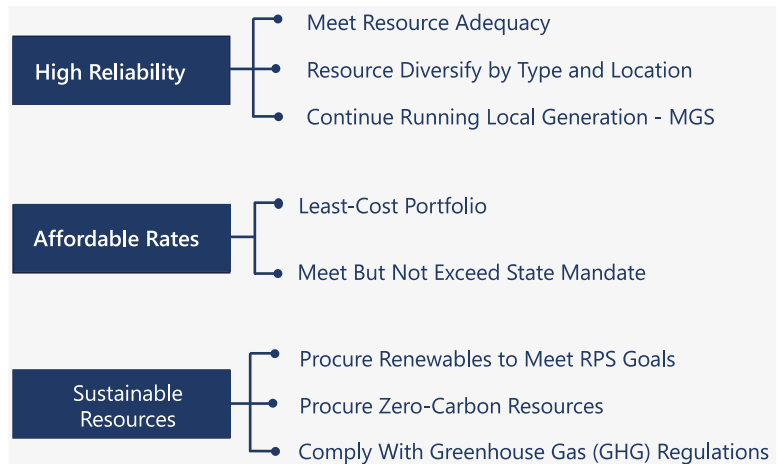 High Reliability
Meet Resource Adequacy
Resource Diversify by Type and Location
Continue Running Local Generation - MGS
Affordable Rates
Least-Cost Portfolio
Meet But Not Exceed State Mandate
Sustainable
Resources
Procure Renewables to Meet RPS Goals
Procure Zero-Carbon Resources
Comply With Greenhouse Gas (GHG) Regulations